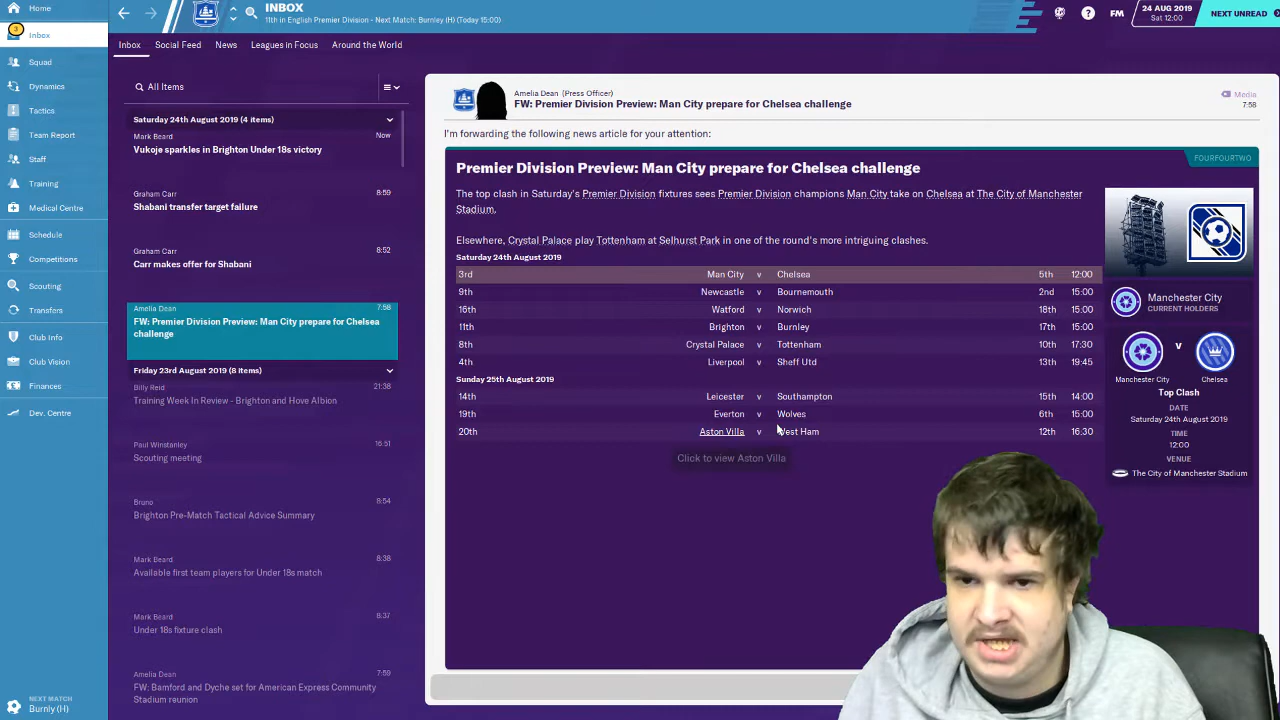 Home
3
Inbox
Squad
Dynamics
Tactics
Team Report
Staff
Training
Medical Centre
Schedule
Competitions
Scouting
Transfers
Club Info
Club Vision
Finances
Dev. Centre
NEXT MATCH
Burnly (H)
INBOX
11th in English Premier Division - Next Match: Burnley (H) (Today 15:00)
FM
24 AUG 2019
Sat 12:00
NEXT UNREAD
Inbox Social Feed News Leagues in Focus Around the World
All Items
Saturday 24th August 2019 (4 items)
Mark Beard Now
Vukoje sparkles in Brighton Under 18s victory
Graham Carr 8:59
Shabani transfer target failure
Graham Carr 8:52
Carr makes offer for Shabani
Amelia Dean 7:58
FW: Premier Division Preview: Man City prepare for Chelsea
challenge
Friday 23rd August 2019 (8 items)
Billy Reid 21:38
Training Week In Review - Brighton and Hove Albion
Paul Winstanley 16:51
Scouting meeting
Bruno 8:54
Brighton Pre-Match Tactical Advice Summary
Mark Beard 8:38
Available first team players for Under 18s match
Mark Beard 8:37
Under 18s fixture clash
Amelia Dean 7:59
FW: Bamford and Dyche set for American Express Community
Stadium reunion
Amelia Dean (Press Officer)
FW: Premier Division Preview: Man City prepare for Chelsea challenge
Media
7:58
I'm forwarding the following news article for your attention:
FOURFOURTWO
Premier Division Preview: Man City prepare for Chelsea challenge
The top clash in Saturday's Premier Division fixtures sees Premier Division champions Man City take on Chelsea at The City of Manchester
Stadium.
Elsewhere, Crystal Palace play Tottenham at Selhurst Park in one of the round's more intriguing clashes.
Saturday 24th August 2019
3rd Man City v Chelsea 5th 12:00
9th Newcastle v Bournemouth 2nd 15:00
16th Watford v Norwich 18th 15:00
11th Brighton v Burnley 17th 15:00
8th Crystal Palace v Tottenham 10th 17:30
4th Liverpool v Sheff Utd 13th 19:45
Sunday 25th August 2019
14th Leicester v Southampton 15th 14:00
19th Everton v Wolves 6th 15:00
20th Aston Villa v West Ham 12th 16:30
Click to view Aston Villa
Manchester City
CURRENT HOLDERS
v
Manchester City Chelsea
Top Clash
DATE
Saturday 24th August 2019
TIME
12:00
VENUE
The City of Manchester Stadium